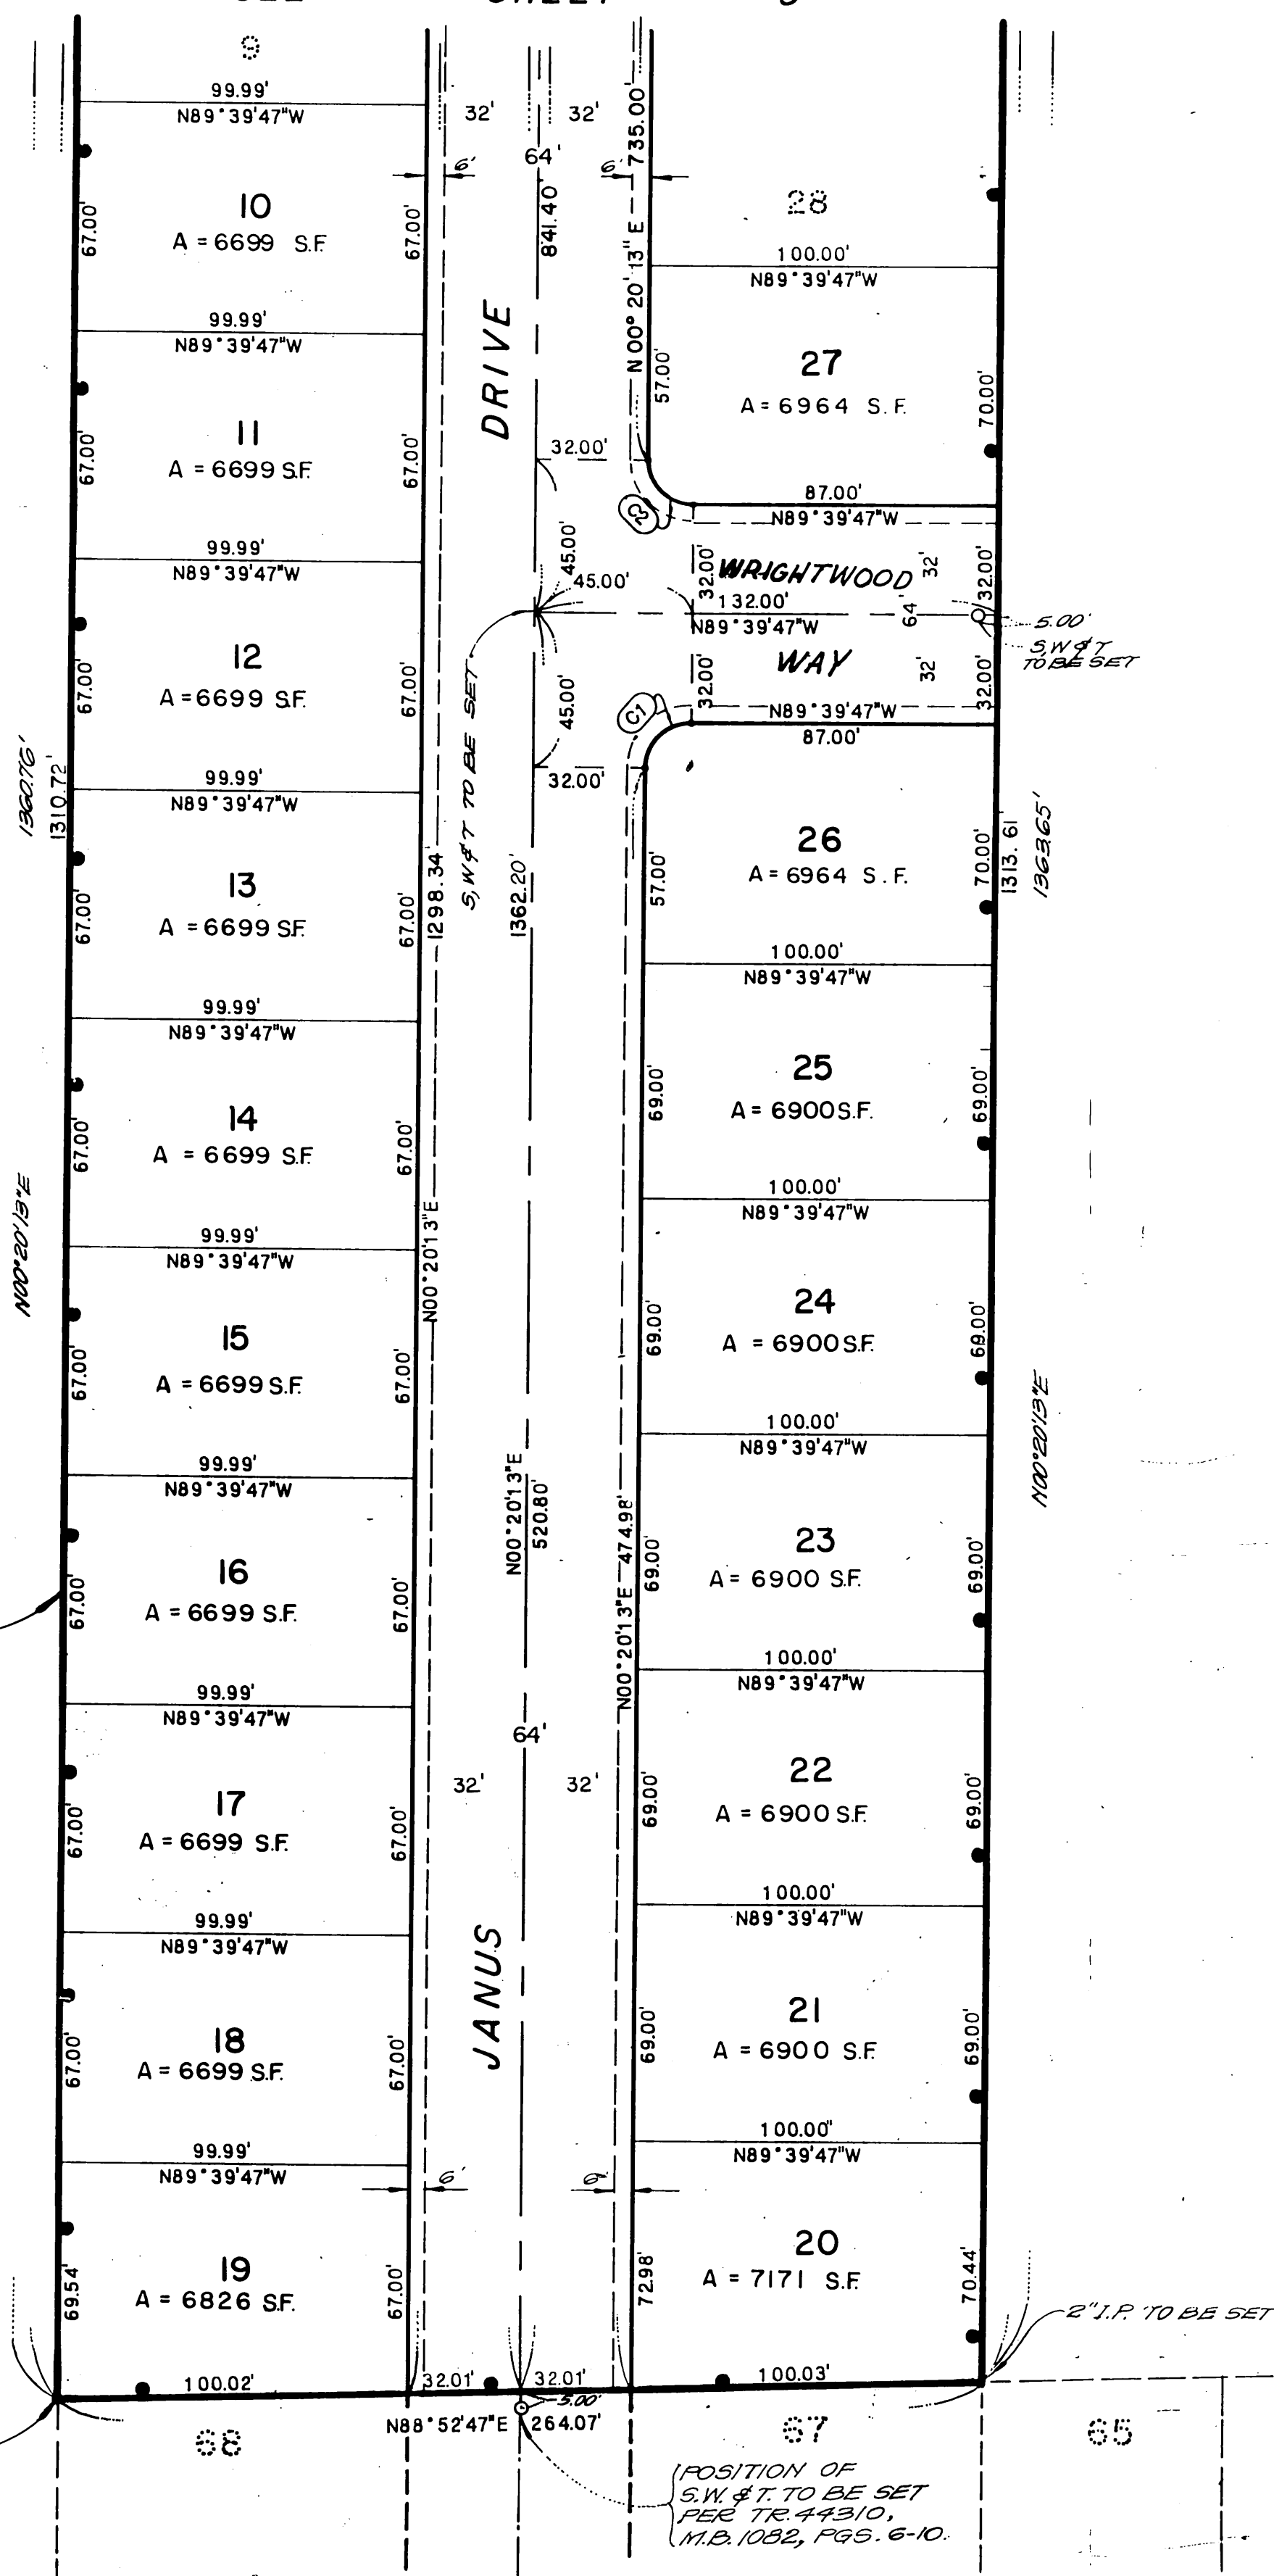 9
99.99'
N89°39'47"W
10
A = 6699 S.F.
67.00'
67.00'
99.99'
N89°39'47"W
11
A = 6699 S.F.
67.00'
67.00'
99.99'
N89°39'47"W
12
A = 6699 S.F.
67.00'
67.00'
99.99'
N89°39'47"W
1360.76'
1310.72'
13
A = 6699 S.F.
67.00'
67.00'
99.99'
N89°39'47"W
14
A = 6699 S.F.
67.00'
67.00'
N00°20'13"E
99.99'
N89°39'47"W
15
A = 6699 S.F.
67.00'
67.00'
99.99'
N89°39'47"W
16
A = 6699 S.F.
67.00'
67.00'
99.99'
N89°39'47"W
17
A = 6699 S.F.
67.00'
67.00'
99.99'
N89°39'47"W
18
A = 6699 S.F.
67.00'
67.00'
99.99'
N89°39'47"W
19
A = 6826 S.F.
69.54'
67.00'
100.02'
32'
32'
64'
6'
6'
841.40'
735.00'
N00°20'13" E
DRIVE
32.00'
45.00'
45.00'
45.00'
32.00'
S,W & T TO BE SET.
1298.34'
1362.20'
N00°20'13"E
N00°20'13"E
520.80'
474.98'
N00°20'13"E
64'
32'
32'
JANUS
6'
6'
32.01'
32.01'
5.00'
N88°52'47"E
264.07'
28
100.00'
N89°39'47"W
27
A = 6964 S.F.
57.00'
70.00'
87.00'
N89°39'47"W
C2
WRIGHTWOOD
32.00'
32'
32.00'
132.00'
N89°39'47"W
64'
5.00'
S,W & T
TO BE SET
WAY
32.00'
32'
32.00'
C1
N89°39'47"W
87.00'
26
A = 6964 S.F.
57.00'
70.00'
1313.61'
1363.65'
100.00'
N89°39'47"W
25
A = 6900 S.F.
69.00'
69.00'
100.00'
N89°39'47"W
24
A = 6900 S.F.
69.00'
69.00'
N00°20'13"E
100.00'
N89°39'47"W
23
A = 6900 S.F.
69.00'
69.00'
100.00'
N89°39'47"W
22
A = 6900 S.F.
69.00'
69.00'
100.00'
N89°39'47"W
21
A = 6900 S.F.
69.00'
69.00'
100.00"
N89°39'47"W
20
A = 7171 S.F.
72.98'
70.44'
2" I.P. TO BE SET
100.03'
68
67
65
POSITION OF
S.W. & T. TO BE SET
PER TR. 44310,
M.B. 1082, PGS. 6-10.